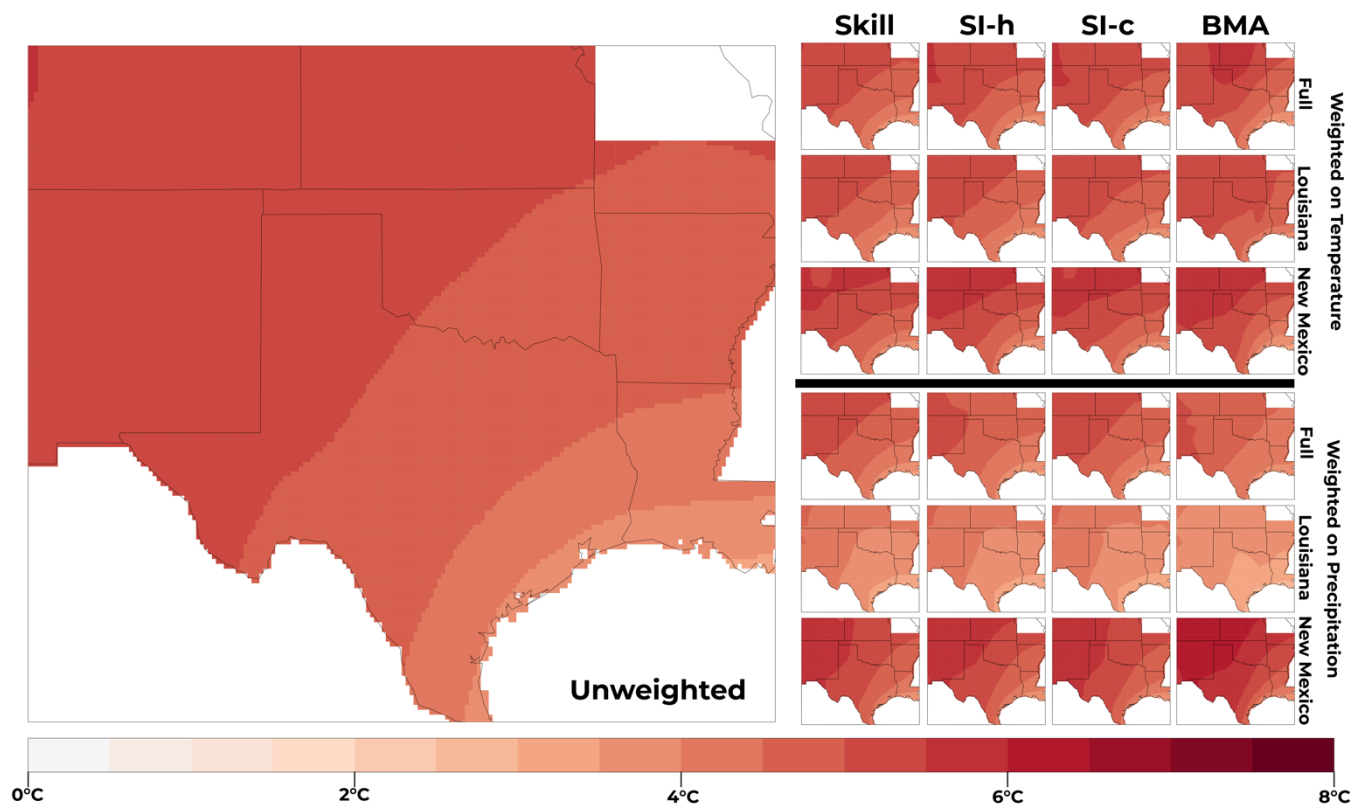 Skill SI-h SI-c BMA
Full
Louisiana
New Mexico
Weighted on Temperature
Full
Louisiana
New Mexico
Weighted on Precipitation
Unweighted
0°C 2°C 4°C 6°C 8°C